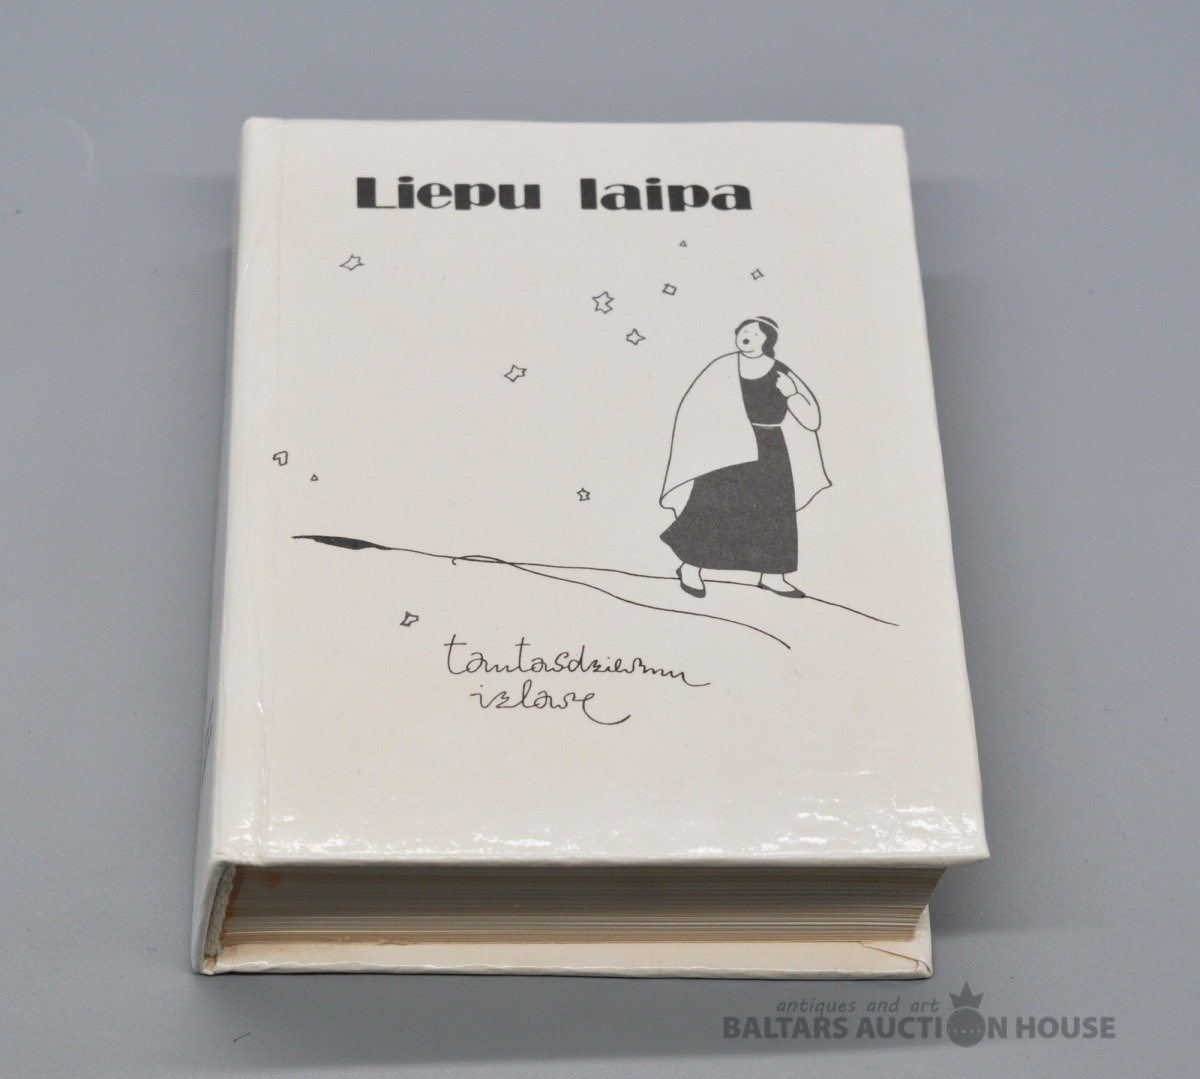 Liepu laipa
tautasdziesmu
izlase
antiques and art
BALTARS AUCTION HOUSE